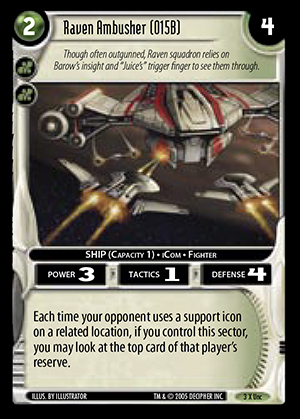 2
Raven Ambusher (015B)
4
Though often outgunned, Raven squadron relies on
Barow's insight and "Juice's" trigger finger to see them through.
SHIP (Capacity 1) • iCom • Fighter
POWER 3
TACTICS 1
DEFENSE 4
Each time your opponent uses a support icon
on a related location, if you control this sector,
you may look at the top card of that player's
reserve.
ILLUS. BY ILLUSTRATOR
TM & © 2005 DECIPHER INC.
3 X Unc